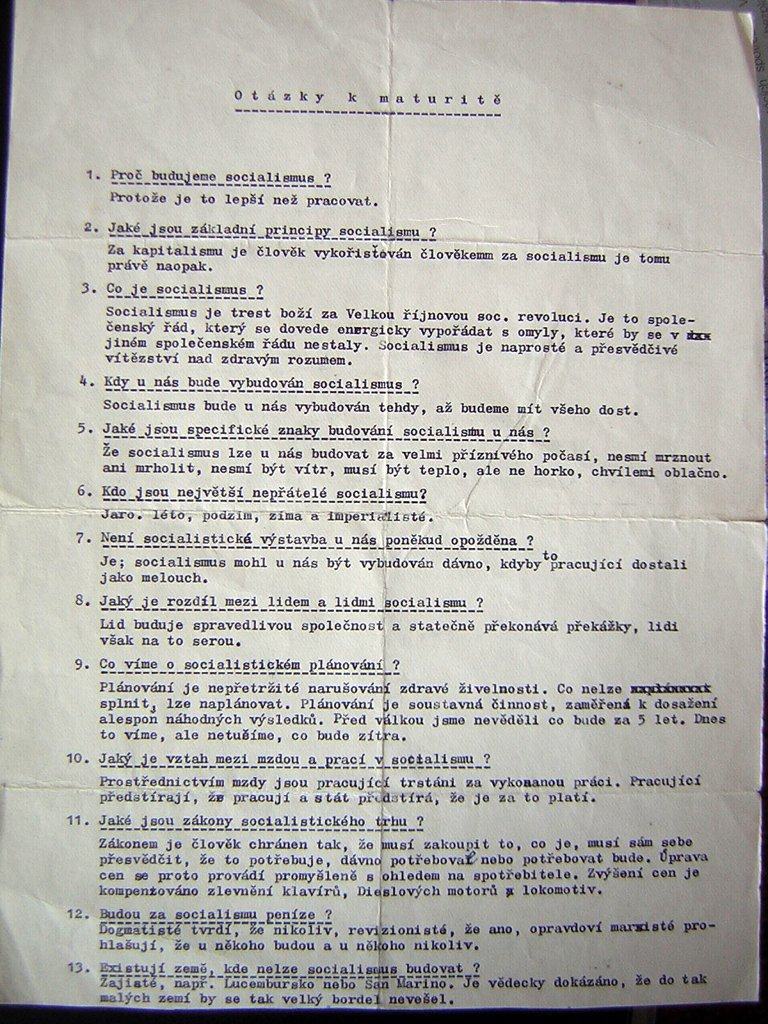 Otázky k maturitě
1. Proč budujeme socialismus ?
Protože je to lepší než pracovat.
2. Jaké jsou základní principy socialismu ?
Za kapitalismu je člověk vykořisťován člověkemm za socialismu je tomu
právě naopak.
3. Co je socialismus ?
Socialismus je trest boží za Velkou říjnovou soc. revoluci. Je to spole-
čenský řád, který se dovede energicky vypořádat s omyly, které by se v
jiném společenském řádu nestaly. Socialismus je naprosté a přesvědčivé
vítězství nad zdravým rozumem.
4. Kdy u nás bude vybudován socialismus ?
Socialismus bude u nás vybudován tehdy, až budeme mít všeho dost.
5. Jaké jsou specifické znaky budování socialismu u nás ?
Že socialismus lze u nás budovat za velmi příznivého počasí, nesmí mrznout
ani mrholit, nesmí být vítr, musí být teplo, ale ne horko, chvílemi oblačno.
6. Kdo jsou největší nepřátelé socialismu?
Jaro. léto, podzim, zima a imperialisté.
7. Není socialistická výstavba u nás poněkud opožděna ?
Je; socialismus mohl u nás být vybudován dávno, kdyby to pracující dostali
jako melouch.
8. Jaký je rozdíl mezi lidem a lidmi socialismu ?
Lid buduje spravedlivou společnost a statečně překonává překážky, lidi
však na to serou.
9. Co víme o socialistickém plánování ?
Plánování je nepřetržité narušování zdravé živelnosti. Co nelze
splnit, lze naplánovat. Plánování je soustavná činnost, zaměřená k dosažení
alespon náhodných výsledků. Před válkou jsme nevěděli co bude za 5 let. Dnes
to víme, ale netušíme, co bude zítra.
10. Jaký je vztah mezi mzdou a prací v socialismu ?
Prostřednictvím mzdy jsou pracující trstáni za vykonanou práci. Pracující
předstírají, že pracují a stát předstírá, že je za to platí.
11. Jaké jsou zákony socialistického trhu ?
Zákonem je člověk chránen tak, že musí zakoupit to, co je, musí sám sebe
přesvědčit, že to potřebuje, dávno potřeboval nebo potřebovat bude. Úprava
cen se proto provádí promyšleně s ohledem na spotřebitele. Zvýšení cen je
kompenzováno zlevnění klavírů, Dieslových motorů a lokomotiv.
12. Budou za socialismu peníze ?
Dogmatisté tvrdí, že nikoliv, revizionisté, že ano, opravdoví marxisté pro-
hlašují, že u někoho budou a u někoho nikoliv.
13. Existují země, kde nelze socialismus budovat ?
Zajisté, např. Lucembursko nebo San Marino. Je vědecky dokázáno, že do tak
malých zemí by se tak velký bordel nevešel.